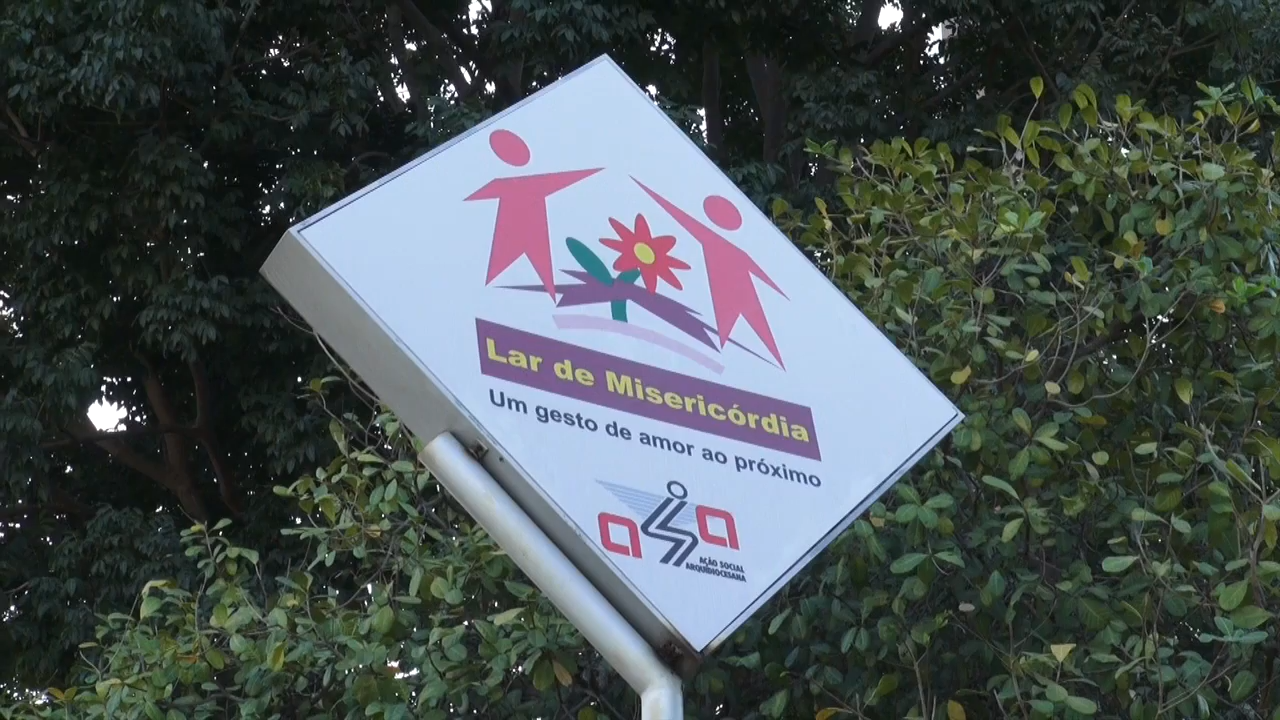 Lar de Misericórdia
Um gesto de amor ao próximo
asa
AÇÃO SOCIAL
ARQUIDIOCESANA